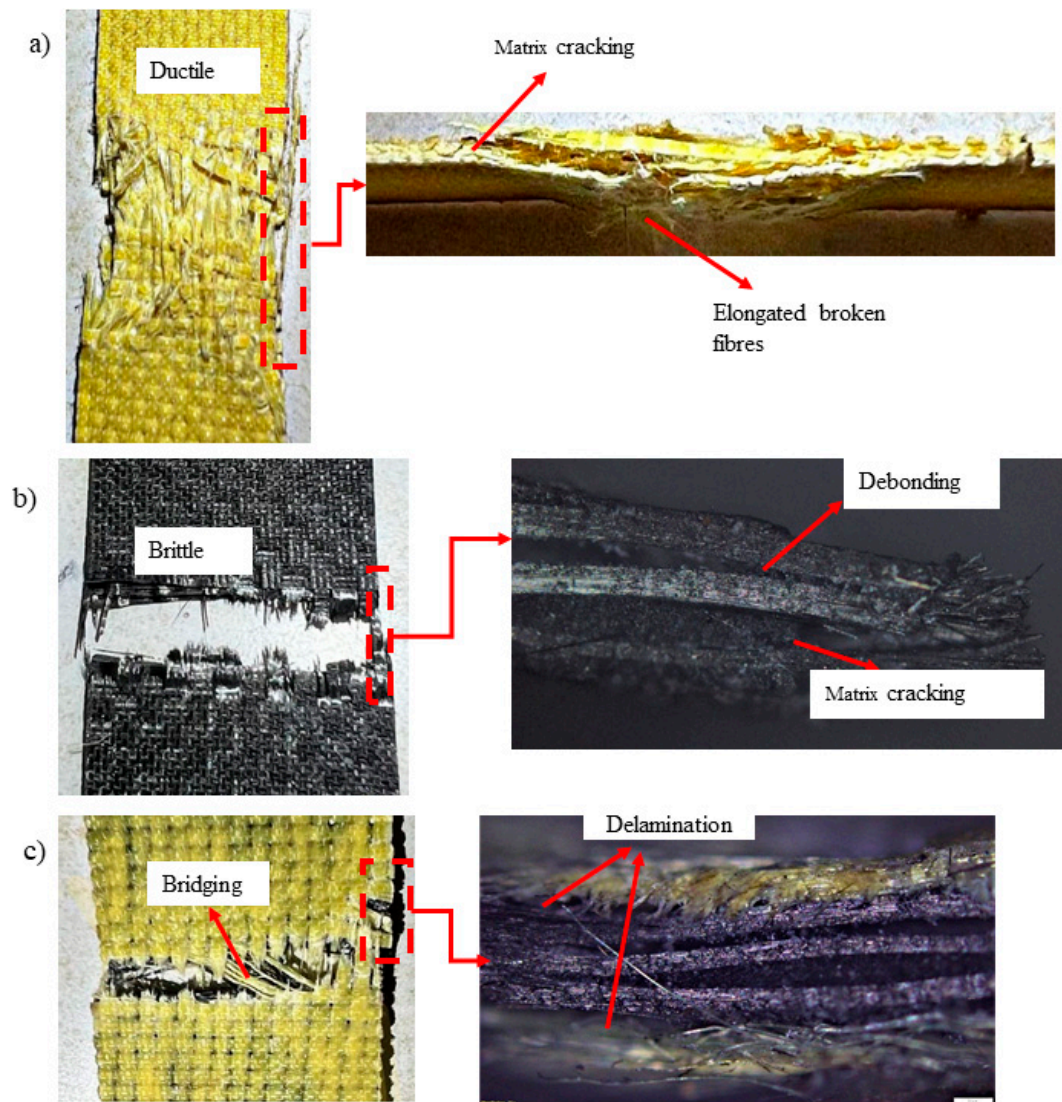 a)
Ductile
Matrix cracking
Elongated broken
fibres
b)
Brittle
Debonding
Matrix cracking
c)
Bridging
Delamination